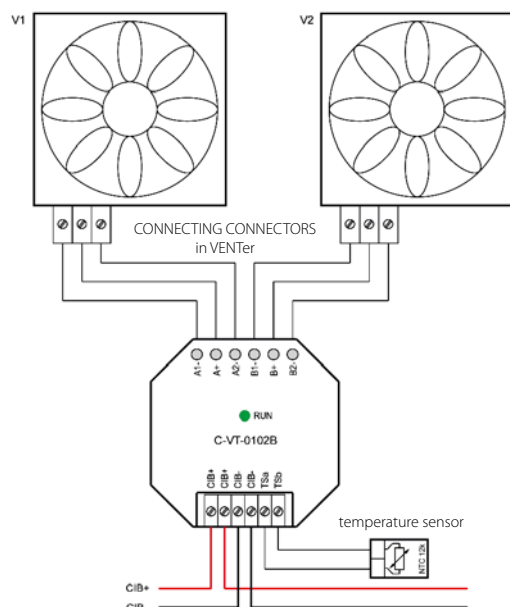 V1
V2
CONNECTING CONNECTORS
in VENTer
A1-
A+
A2-
B1-
B+
B2-
RUN
C-VT-0102B
CIB+
CIB+
CIB-
CIB-
TSa
TSb
temperature sensor
NTC 12k
CIB+
CIB-